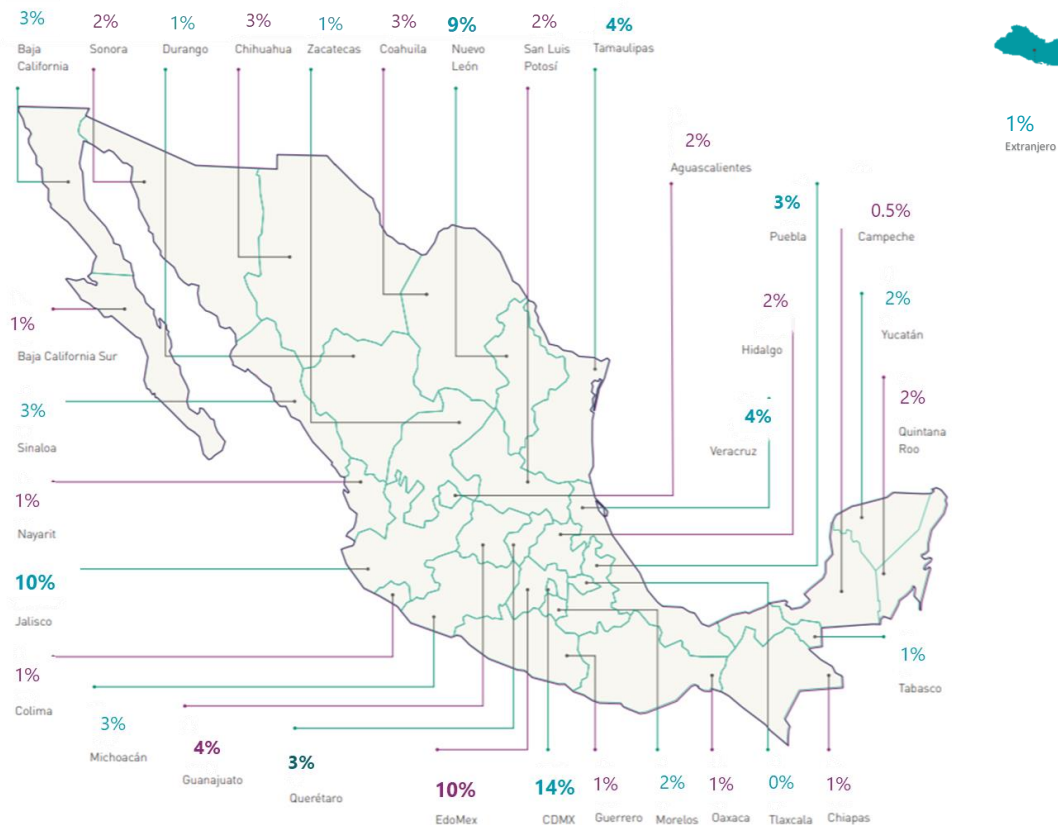 3%
Baja
California
2%
Sonora
1%
Durango
3%
Chihuahua
1%
Zacatecas
3%
Coahuila
9%
Nuevo
León
2%
San Luis
Potosí
4%
Tamaulipas
1%
Extranjero
2%
Aguascalientes
3%
Puebla
0.5%
Campeche
2%
Hidalgo
2%
Yucatán
1%
Baja California Sur
3%
Sinaloa
4%
Veracruz
2%
Quintana
Roo
1%
Nayarit
10%
Jalisco
1%
Colima
1%
Tabasco
3%
Michoacán
4%
Guanajuato
3%
Querétaro
10%
EdoMex
14%
CDMX
1%
Guerrero
2%
Morelos
1%
Oaxaca
0%
Tlaxcala
1%
Chiapas